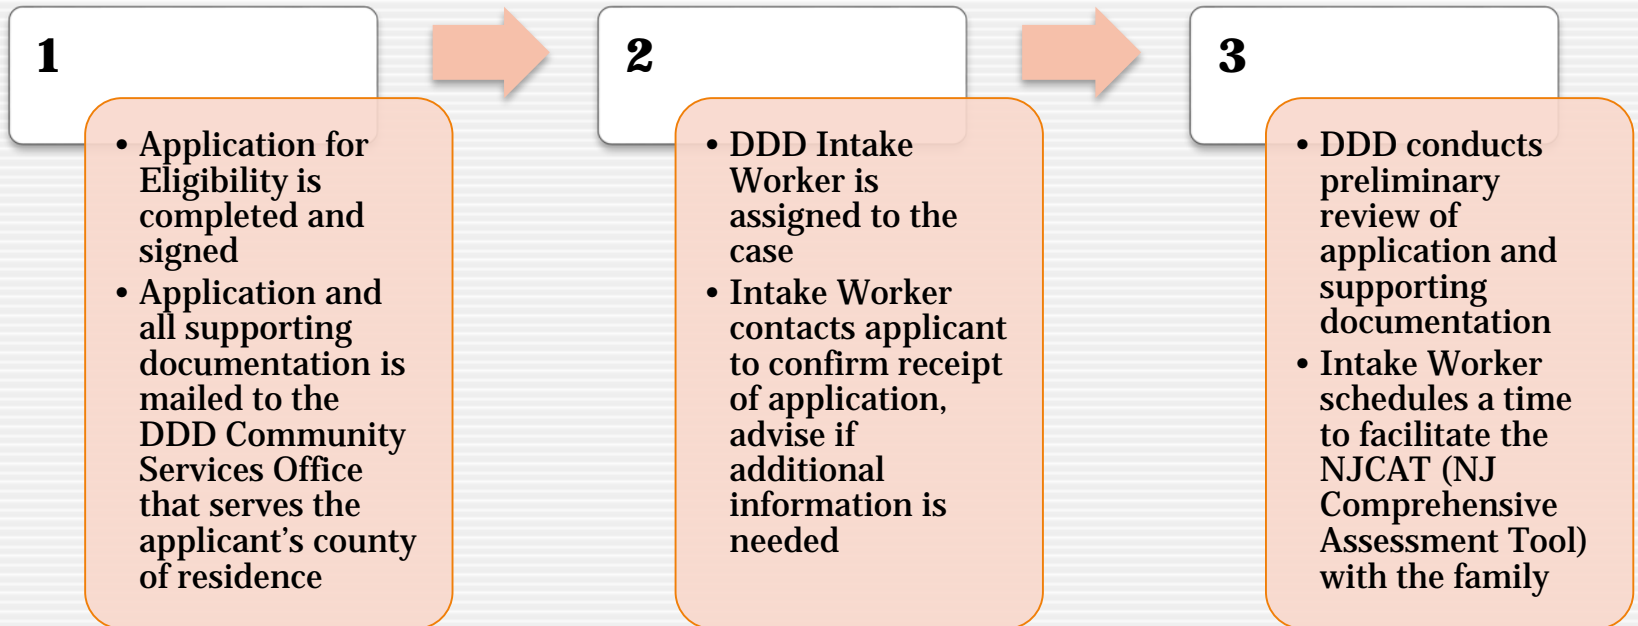 1
• Application for
Eligibility is
completed and
signed
• Application and
all supporting
documentation is
mailed to the
DDD Community
Services Office
that serves the
applicant’s county
of residence
2
• DDD Intake
Worker is
assigned to the
case
• Intake Worker
contacts applicant
to confirm receipt
of application,
advise if
additional
information is
needed
3
• DDD conducts
preliminary
review of
application and
supporting
documentation
• Intake Worker
schedules a time
to facilitate the
NJCAT (NJ
Comprehensive
Assessment Tool)
with the family